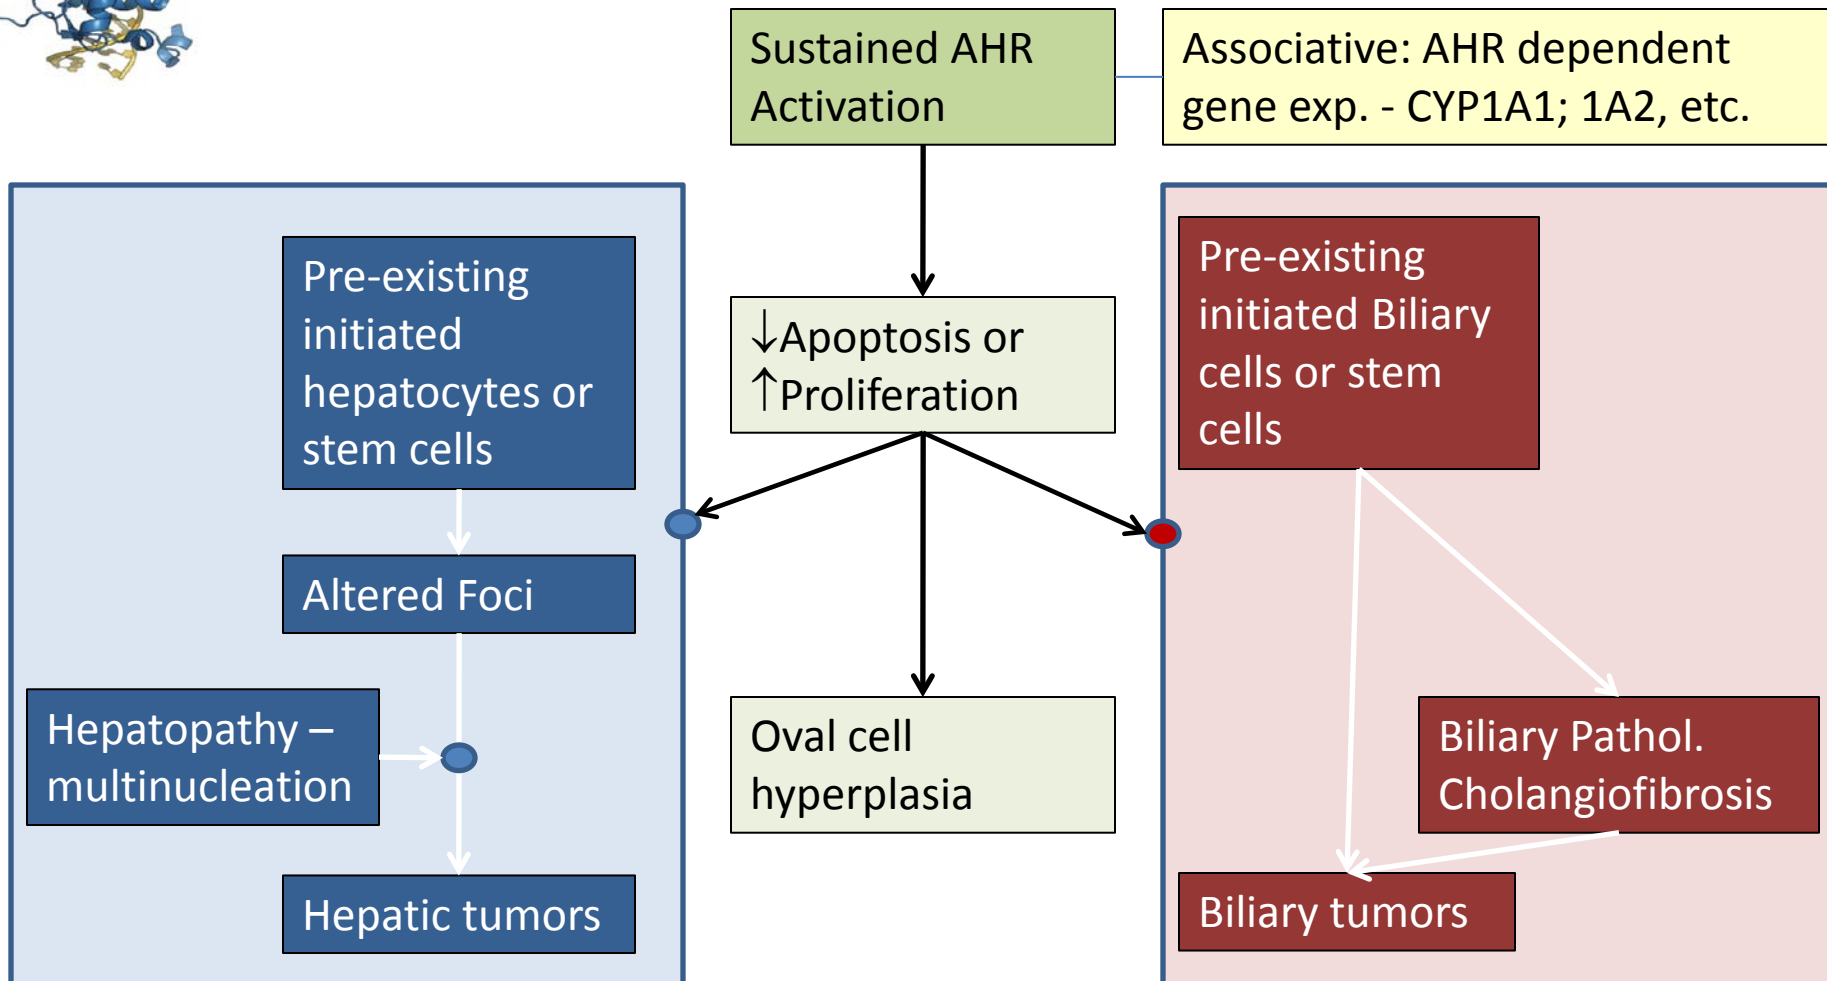 Sustained AHR
Activation
Associative: AHR dependent
gene exp. - CYP1A1; 1A2, etc.
Pre-existing
initiated
hepatocytes or
stem cells
↓Apoptosis or
↑Proliferation
Pre-existing
initiated Biliary
cells or stem
cells
Altered Foci
Hepatopathy –
multinucleation
Oval cell
hyperplasia
Biliary Pathol.
Cholangiofibrosis
Hepatic tumors
Biliary tumors